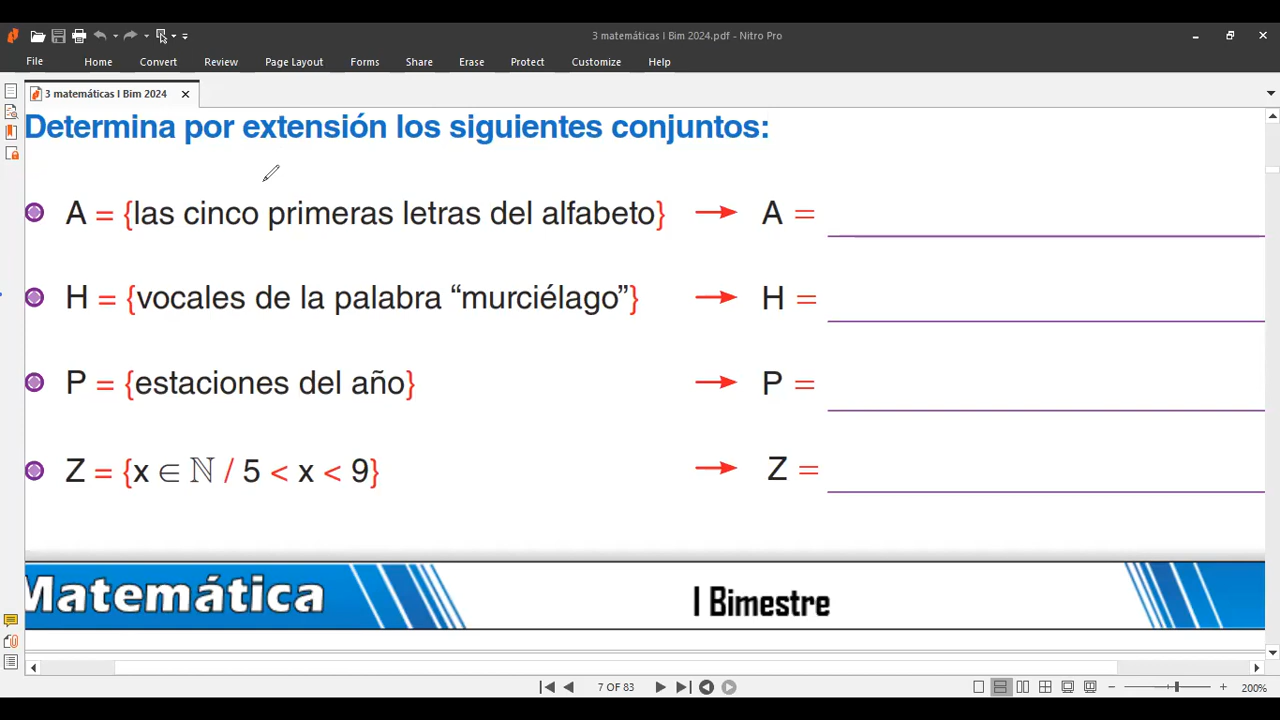 3 matemáticas I Bim 2024.pdf - Nitro Pro
File Home Convert Review Page Layout Forms Share Erase Protect Customize Help
3 matemáticas I Bim 2024
Determina por extensión los siguientes conjuntos:
A = {las cinco primeras letras del alfabeto} → A =
H = {vocales de la palabra “murciélago”} → H =
P = {estaciones del año} → P =
Z = {x ∈ ℕ / 5 < x < 9} → Z =
Matemática I Bimestre
7 OF 83 200%